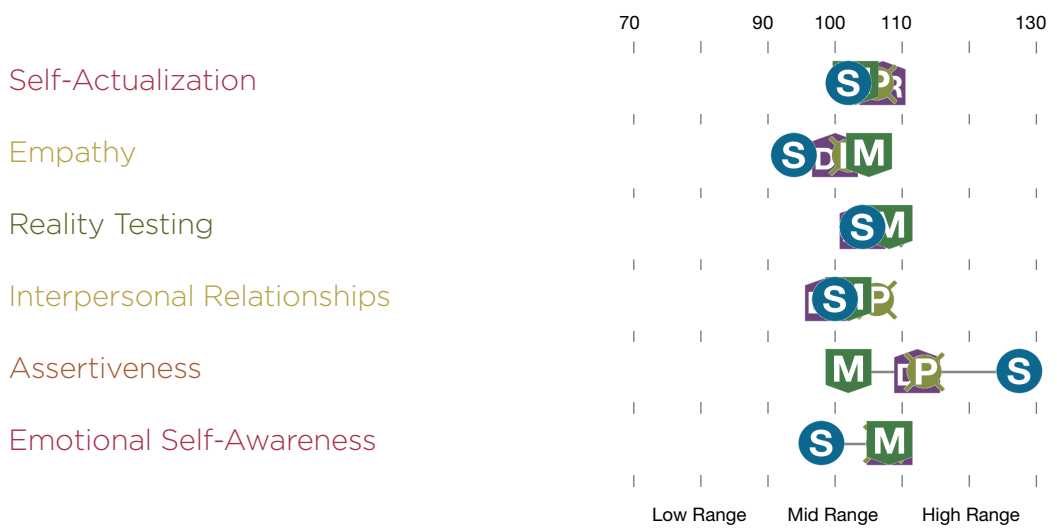 70 90 100 110 130
Self-Actualization S P R
Empathy S D M
Reality Testing S M
Interpersonal Relationships S P
Assertiveness M D P S
Emotional Self-Awareness S M
Low Range Mid Range High Range